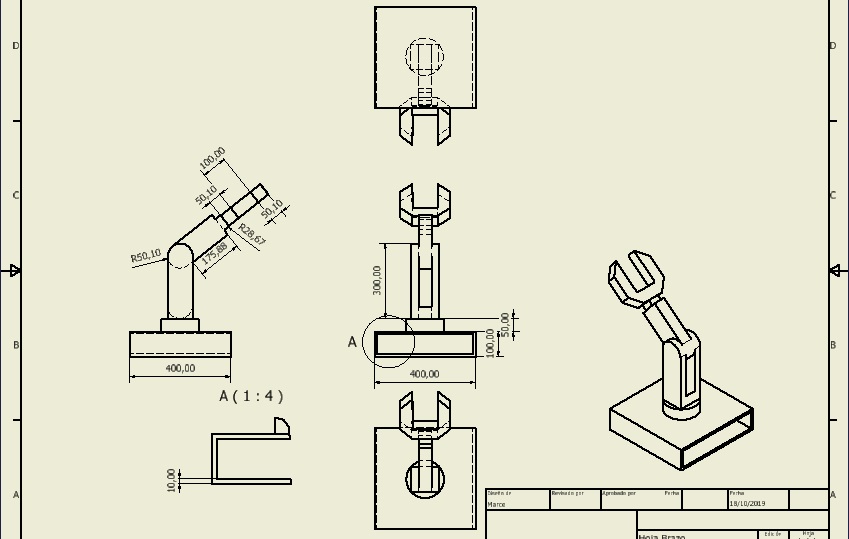 D
D
C
C
100,00
50,10
50,10
R28,67
175,88
R50,10
300,00
A
50,00
100,00
B
B
400,00
400,00
A ( 1 : 4 )
10,00
A
A
Diseño de
Revisado por
Aprobado por
Fecha
Fecha
Marco
18/10/2019
Hoja Brazo
Edición
Hoja